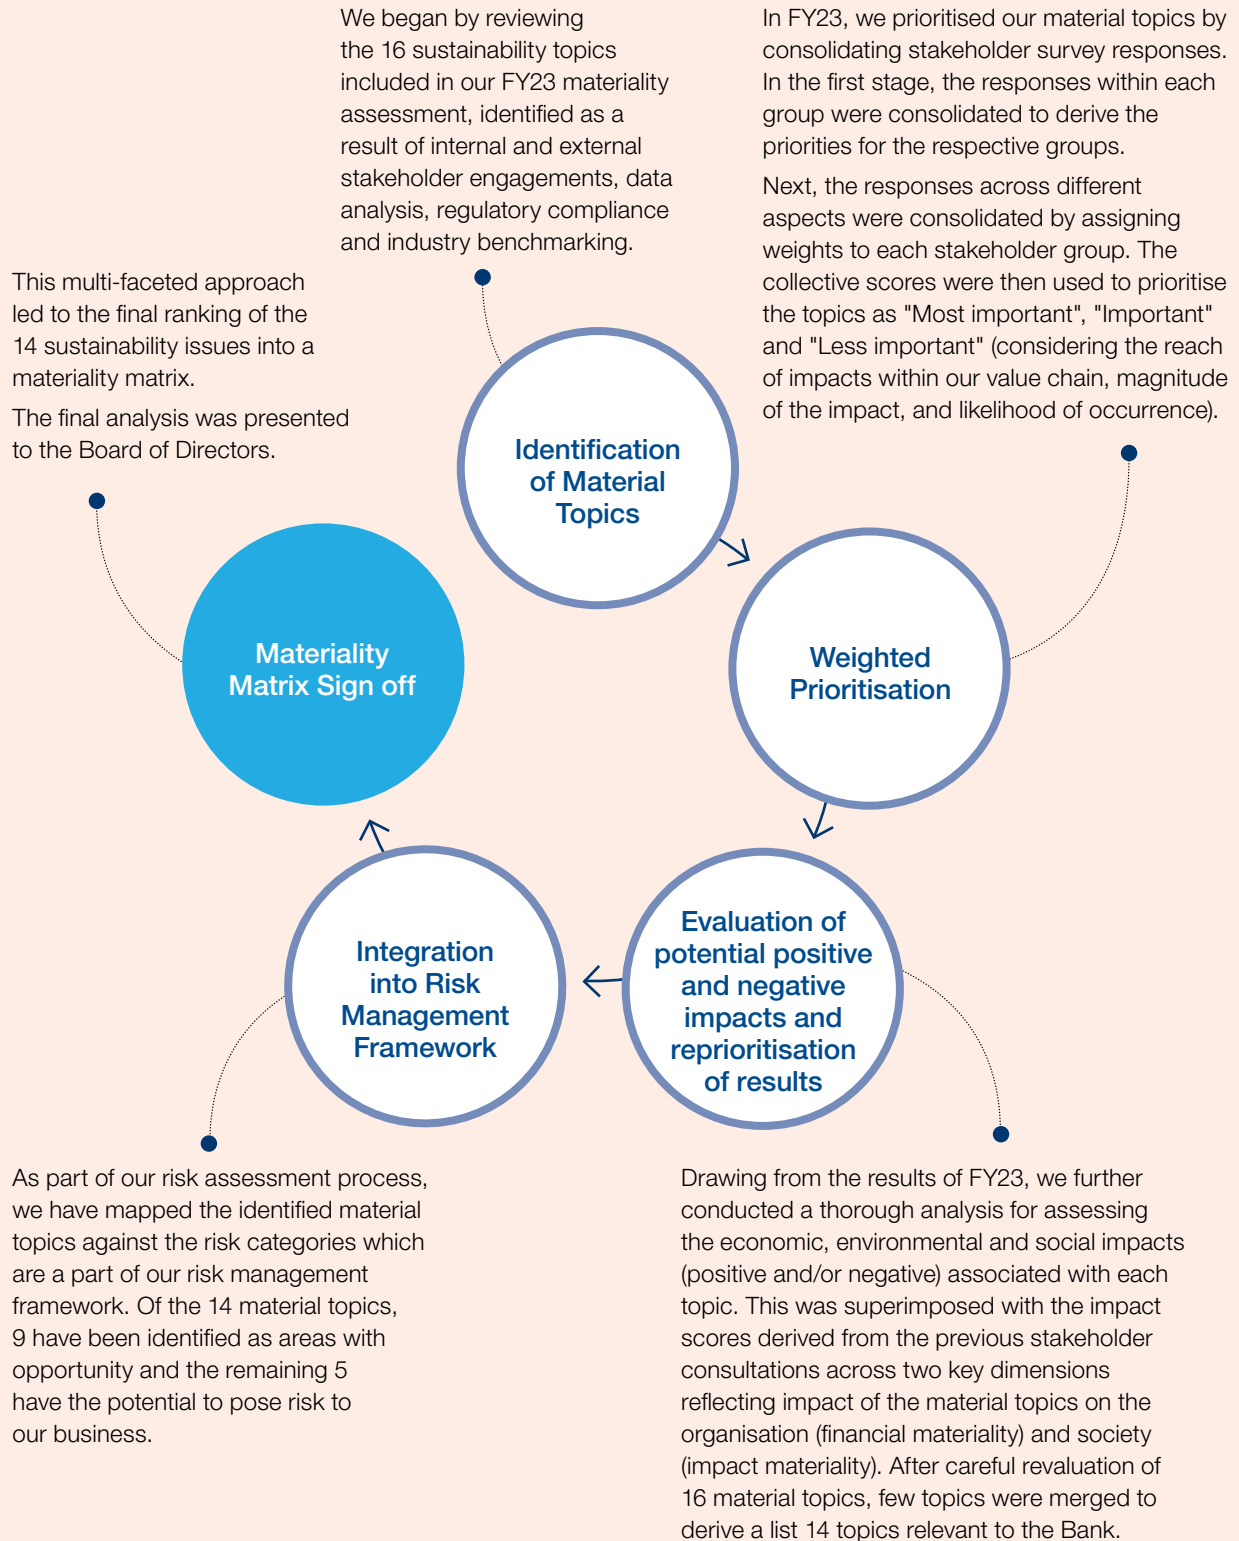 We began by reviewing
the 16 sustainability topics
included in our FY23 materiality
assessment, identified as a
result of internal and external
stakeholder engagements, data
analysis, regulatory compliance
and industry benchmarking.
In FY23, we prioritised our material topics by
consolidating stakeholder survey responses.
In the first stage, the responses within each
group were consolidated to derive the
priorities for the respective groups.
Next, the responses across different
aspects were consolidated by assigning
weights to each stakeholder group. The
collective scores were then used to prioritise
the topics as "Most important", "Important"
and "Less important" (considering the reach
of impacts within our value chain, magnitude
of the impact, and likelihood of occurrence).
This multi-faceted approach
led to the final ranking of the
14 sustainability issues into a
materiality matrix.
The final analysis was presented
to the Board of Directors.
Identification
of Material
Topics
Weighted
Prioritisation
Materiality
Matrix Sign off
Evaluation of
potential positive
and negative
impacts and
reprioritisation
of results
Integration
into Risk
Management
Framework
As part of our risk assessment process,
we have mapped the identified material
topics against the risk categories which
are a part of our risk management
framework. Of the 14 material topics,
9 have been identified as areas with
opportunity and the remaining 5
have the potential to pose risk to
our business.
Drawing from the results of FY23, we further
conducted a thorough analysis for assessing
the economic, environmental and social impacts
(positive and/or negative) associated with each
topic. This was superimposed with the impact
scores derived from the previous stakeholder
consultations across two key dimensions
reflecting impact of the material topics on the
organisation (financial materiality) and society
(impact materiality). After careful revaluation of
16 material topics, few topics were merged to
derive a list 14 topics relevant to the Bank.